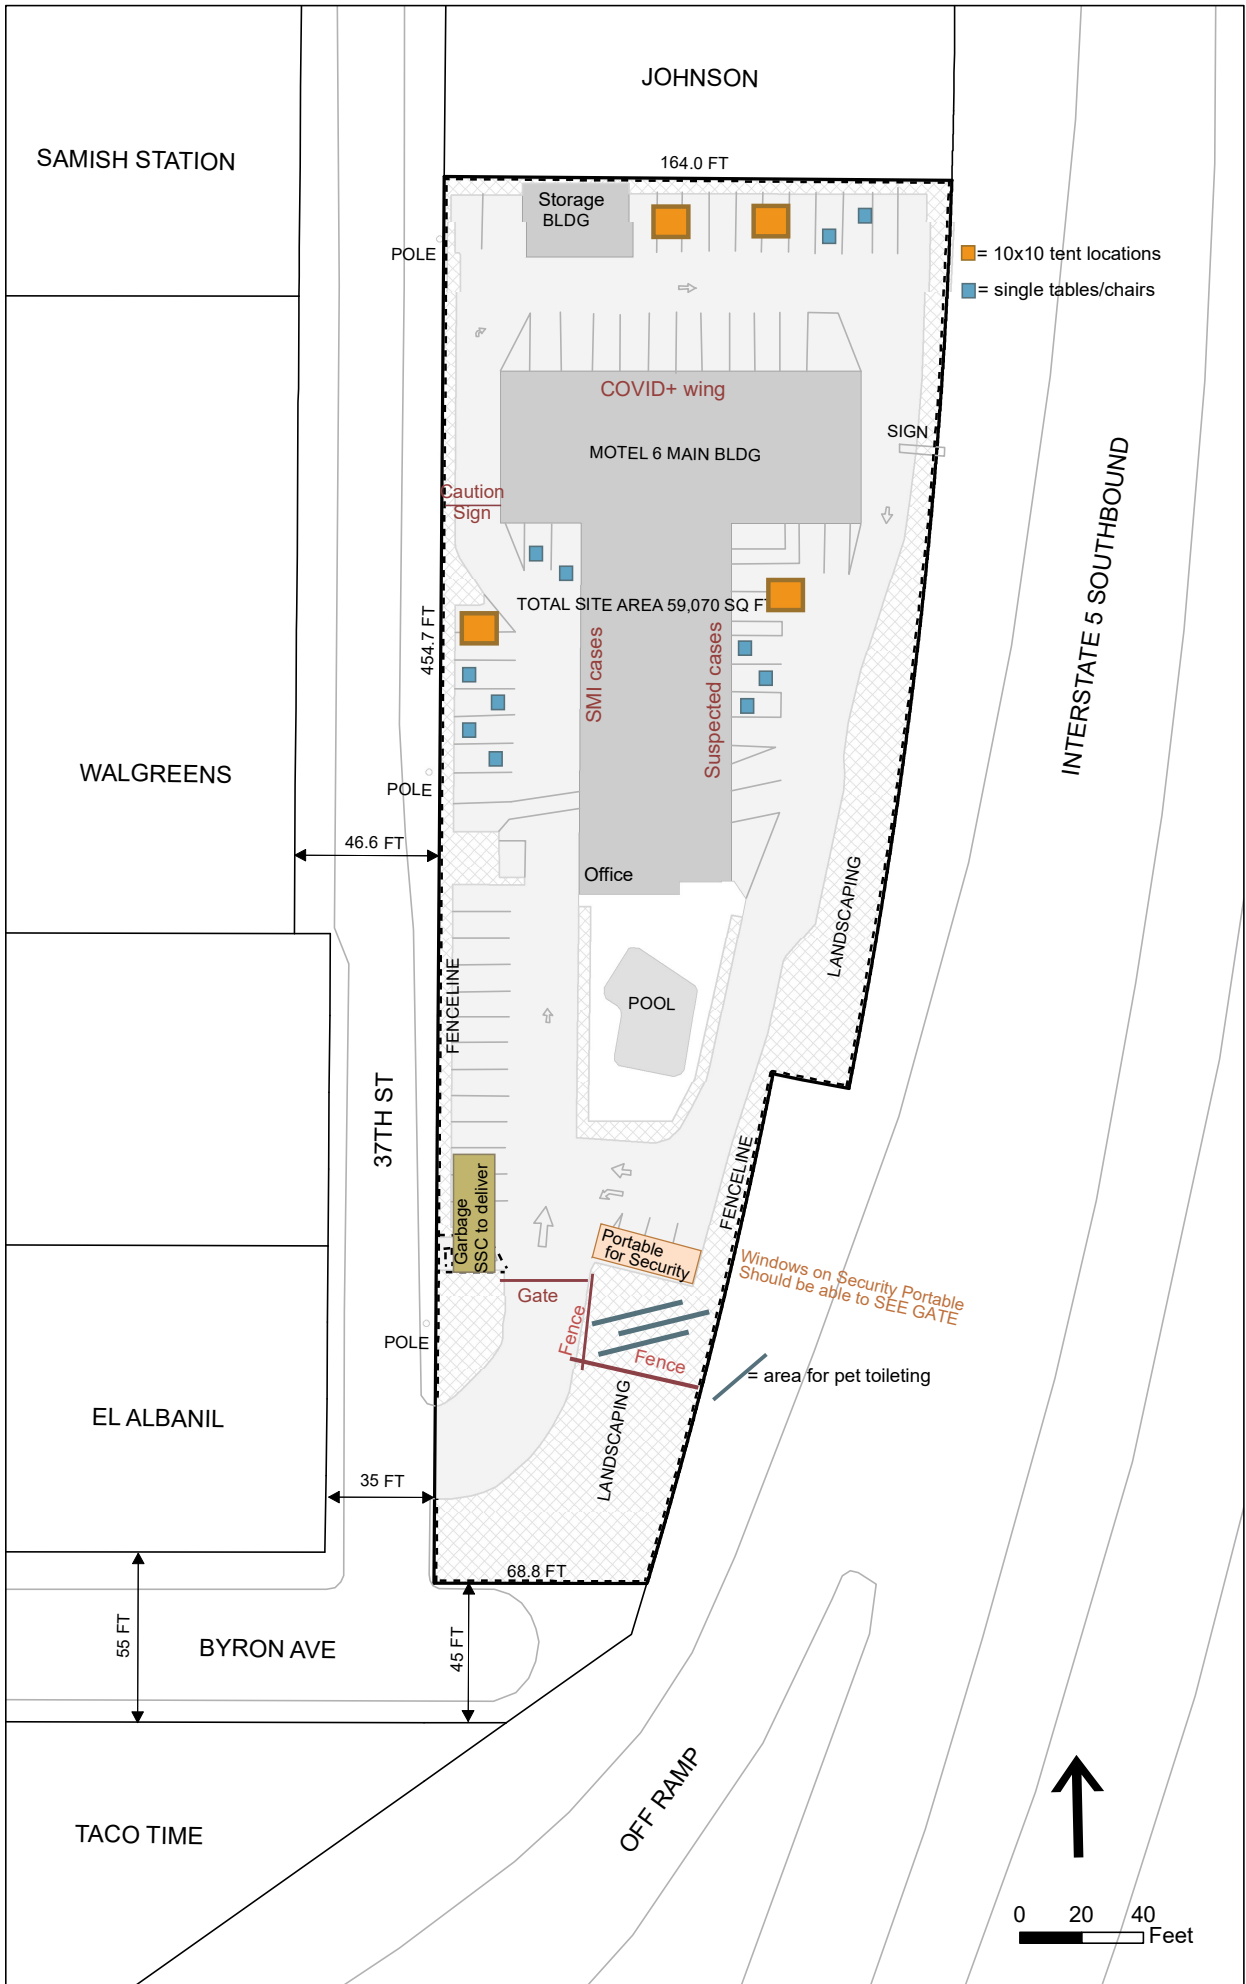 JOHNSON
SAMISH STATION
164.0 FT
Storage
BLDG
POLE
= 10x10 tent locations
= single tables/chairs
COVID+ wing
SIGN
MOTEL 6 MAIN BLDG
Caution
Sign
INTERSTATE 5 SOUTHBOUND
TOTAL SITE AREA 59,070 SQ F
454.7 FT
SMI cases
Suspected cases
WALGREENS
POLE
46.6 FT
Office
LANDSCAPING
FENCELINE
POOL
37TH ST
FENCELINE
Garbage
SSC to deliver
Portable
for Security
Windows on Security Portable
Should be able to SEE GATE
Gate
Fence
POLE
Fence
= area for pet toileting
LANDSCAPING
EL ALBANIL
35 FT
68.8 FT
55 FT
BYRON AVE
45 FT
OFF RAMP
TACO TIME
0 20 40
Feet